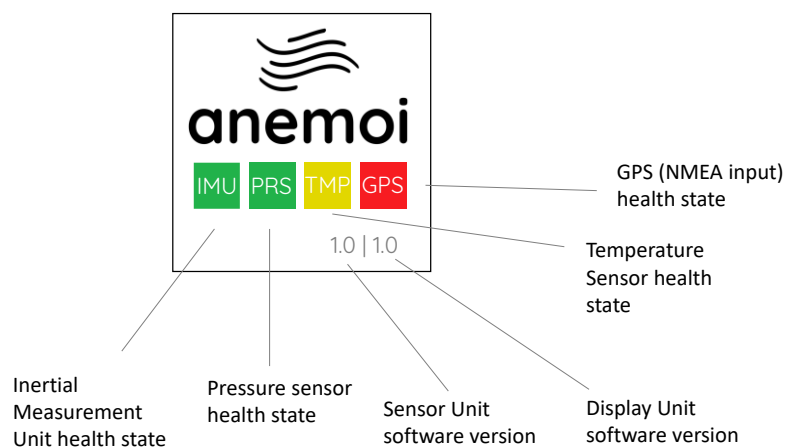 anemoi
IMU PRS TMP GPS
1.0 | 1.0
GPS (NMEA input)
health state
Temperature
Sensor health
state
Inertial
Measurement
Unit health state
Pressure sensor
health state
Sensor Unit
software version
Display Unit
software version